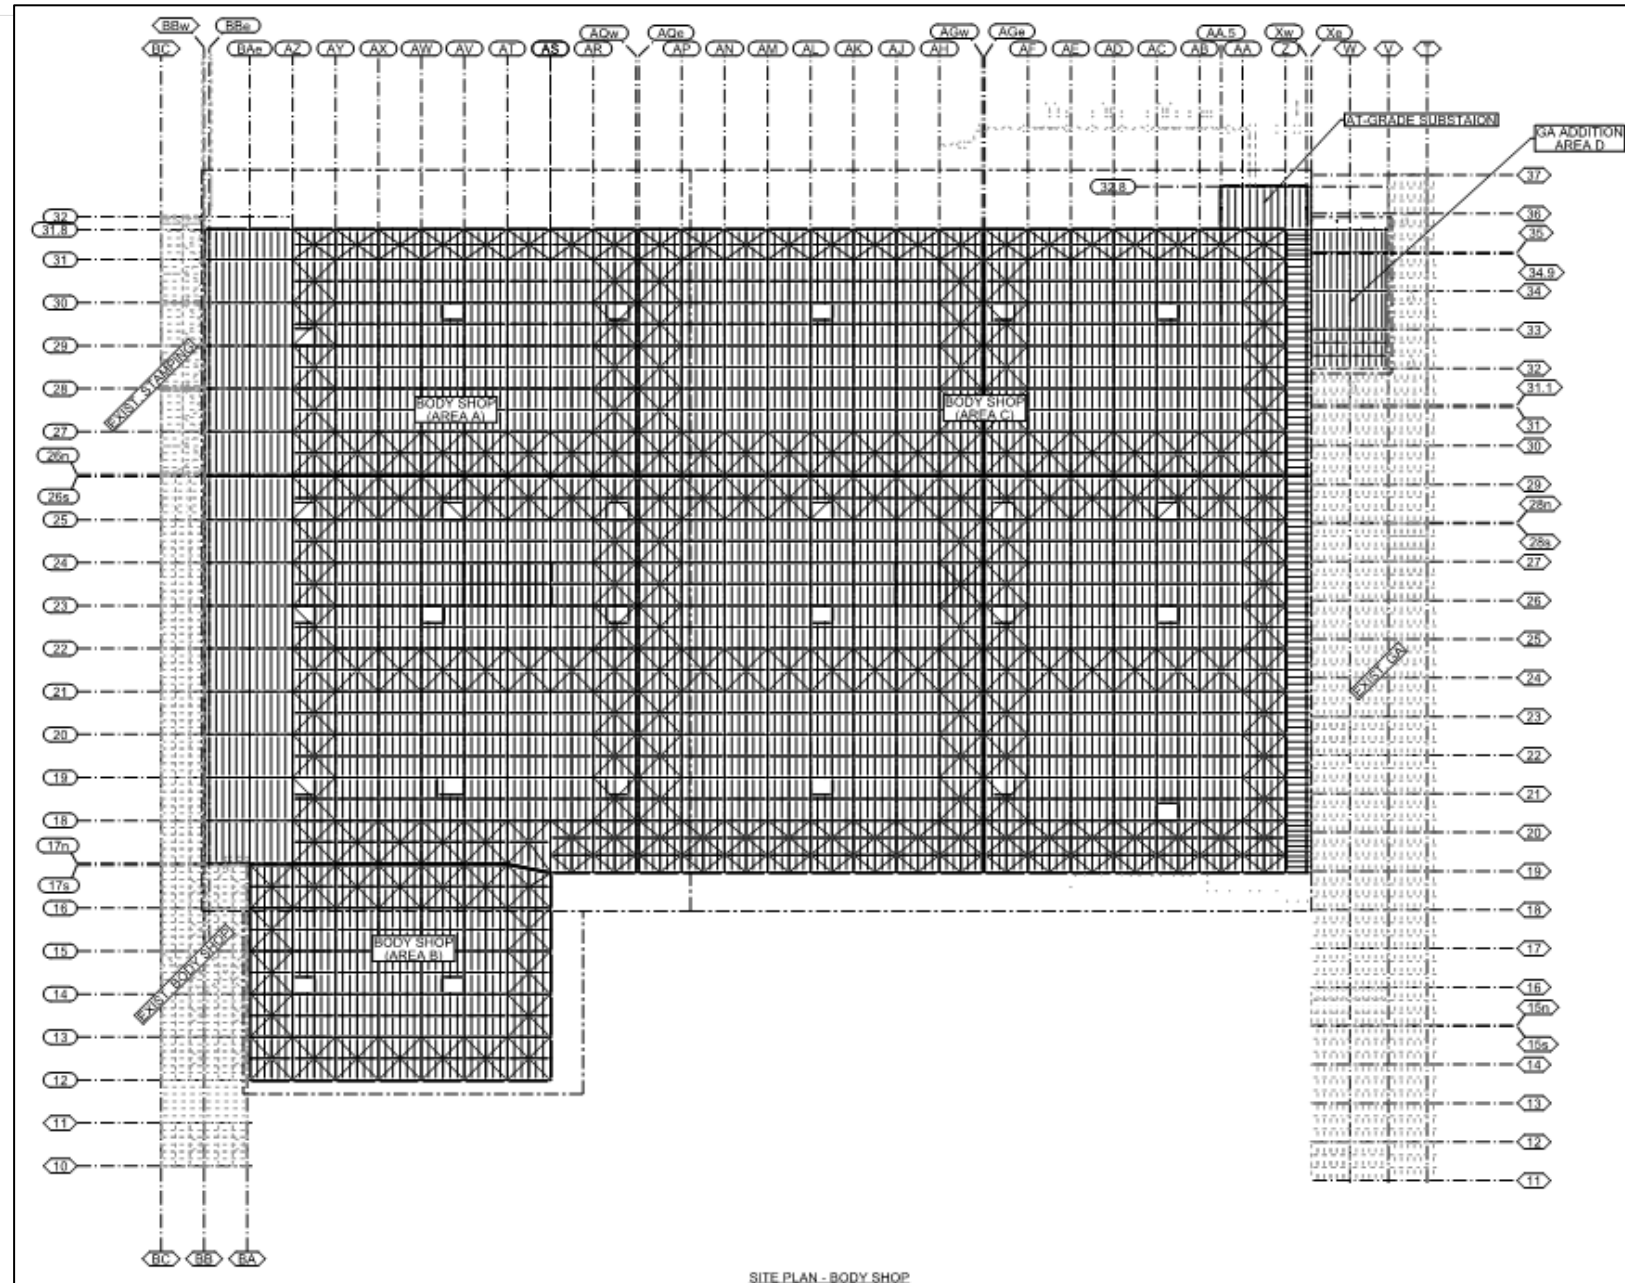 BBw BBe AQw AQe AGw AGe AA.5 Xw Xe
BC BAe AZ AY AX AW AV AT AS AR AP AN AM AL AK AJ AH AF AE AD AC AB AA Z W V T
AT-GRADE SUBSTAION
GA ADDITION
AREA D
32.8
32
31.8
31
30
29
28
27
26n
26s
25
24
23
22
21
20
19
18
17n
17s
16
15
14
13
12
11
10
EXIST. STAMPING
EXIST. BODY SHOP
BODY SHOP
(AREA A)
BODY SHOP
(AREA C)
BODY SHOP
(AREA B)
EXIST. GA
37
36
35
34.9
34
33
32
31.1
31
30
29
28n
28s
27
26
25
24
23
22
21
20
19
18
17
16
15n
15s
14
13
12
11
BC BB BA
SITE PLAN - BODY SHOP